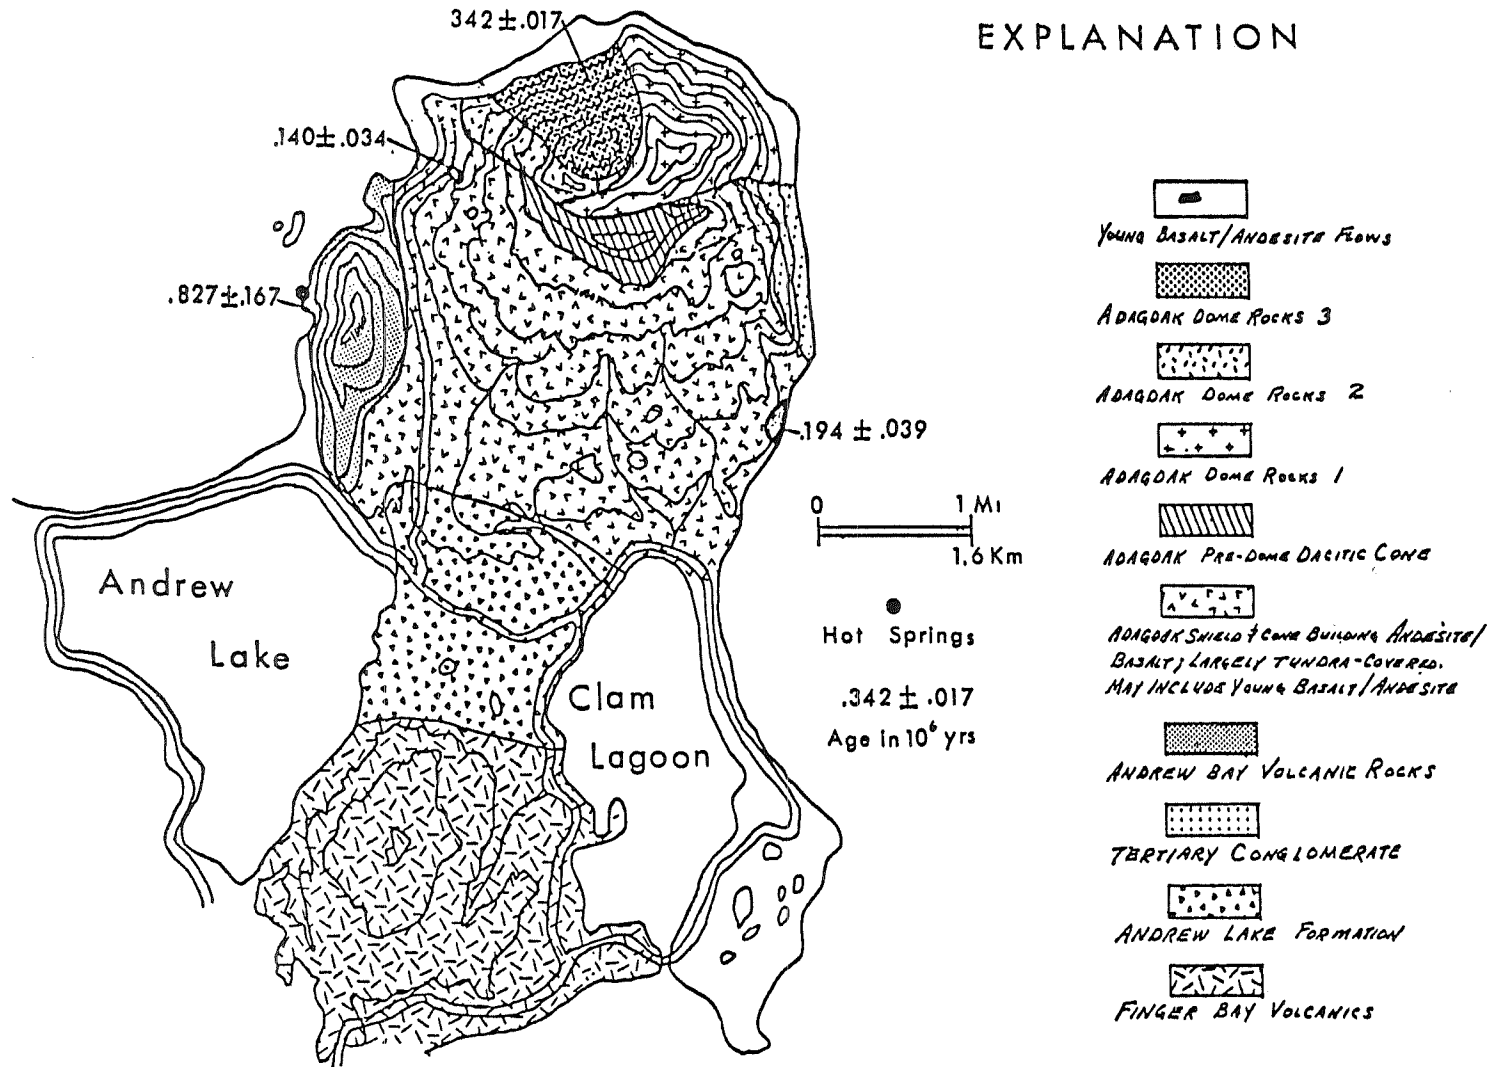 342±.017
EXPLANATION
.140±.034
.827±.167
.194 ± .039
0 1 MI
1.6 Km
Andrew
Lake
Hot Springs
.342 ± .017
Age in 10⁶ yrs
Clam
Lagoon
YOUNG BASALT/ANDESITE FLOWS
ADAGDAK DOME ROCKS 3
ADAGDAK DOME ROCKS 2
ADAGDAK DOME ROCKS 1
ADAGDAK PRE-DOME DACITIC CONE
ADAGDAK SHIELD & CONE BUILDING ANDESITE/
BASALT; LARGELY TUNDRA-COVERED.
MAY INCLUDE YOUNG BASALT/ANDESITE
ANDREW BAY VOLCANIC ROCKS
TERTIARY CONGLOMERATE
ANDREW LAKE FORMATION
FINGER BAY VOLCANICS